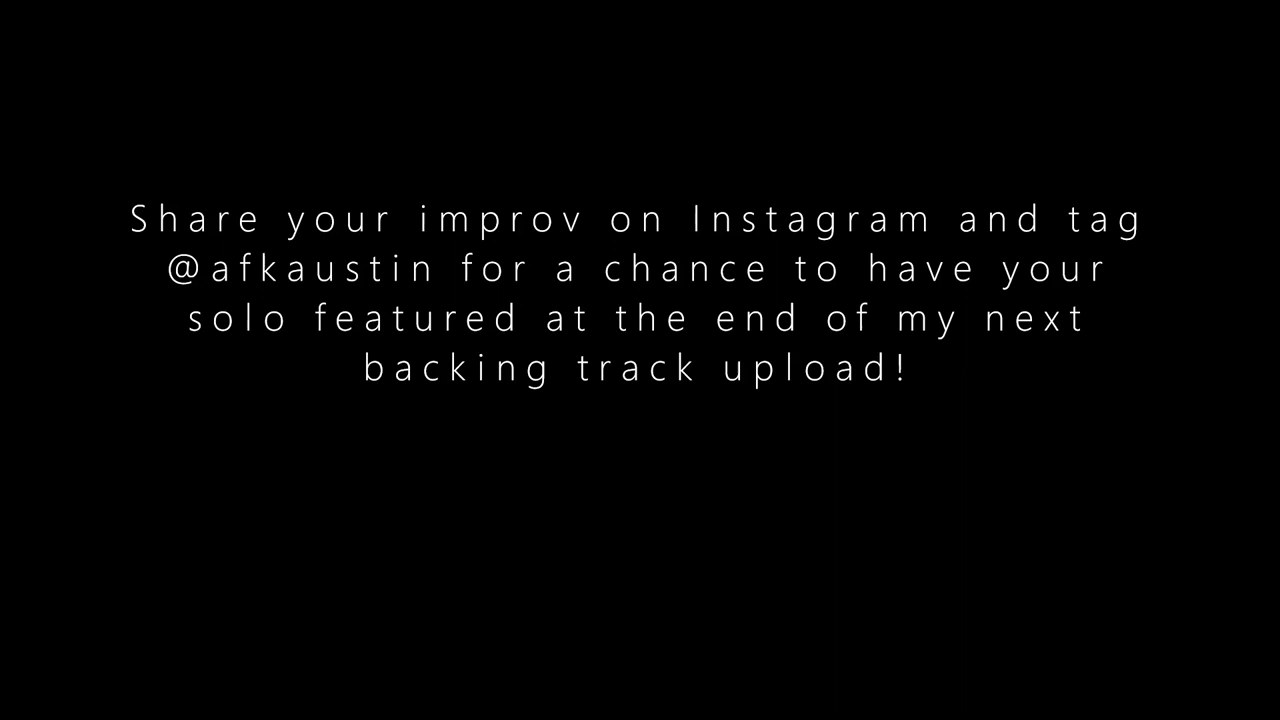 Share your improv on Instagram and tag
@afkaustin for a chance to have your
solo featured at the end of my next
backing track upload!